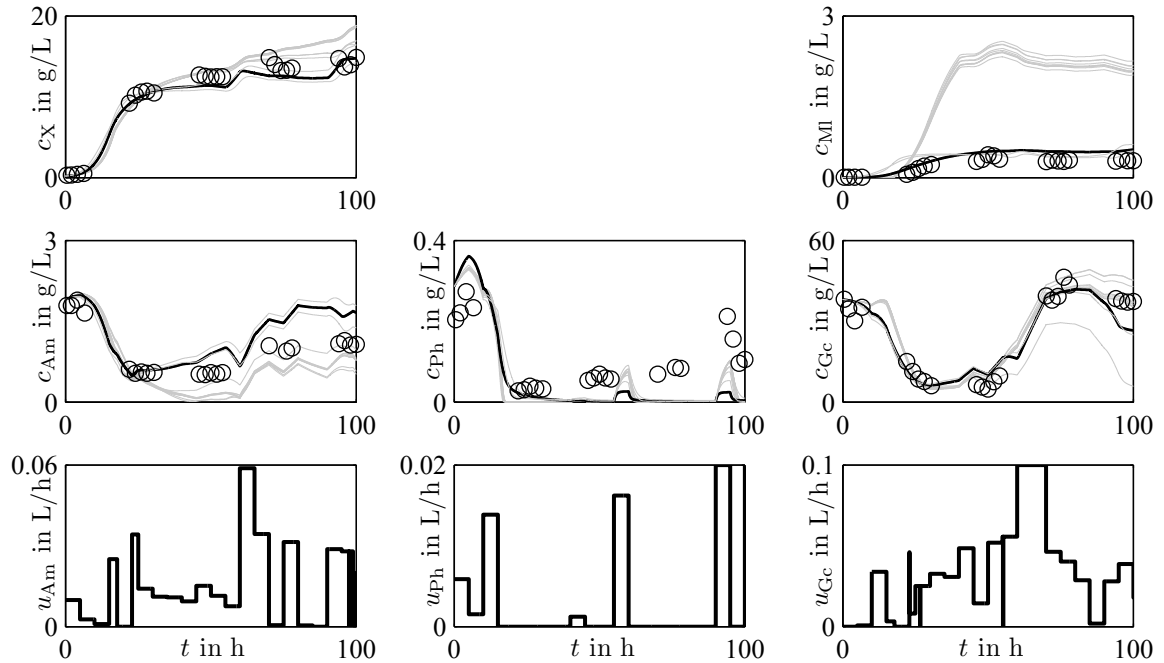 20
c_X in g/L
0
0
100
3
c_Ml in g/L
0
0
100
3
c_Am in g/L
0
0
100
0.4
c_Ph in g/L
0
0
100
60
c_Gc in g/L
0
0
100
0.06
u_Am in L/h
0
0
t in h
100
0.02
u_Ph in L/h
0
0
t in h
100
0.1
u_Gc in L/h
0
0
t in h
100